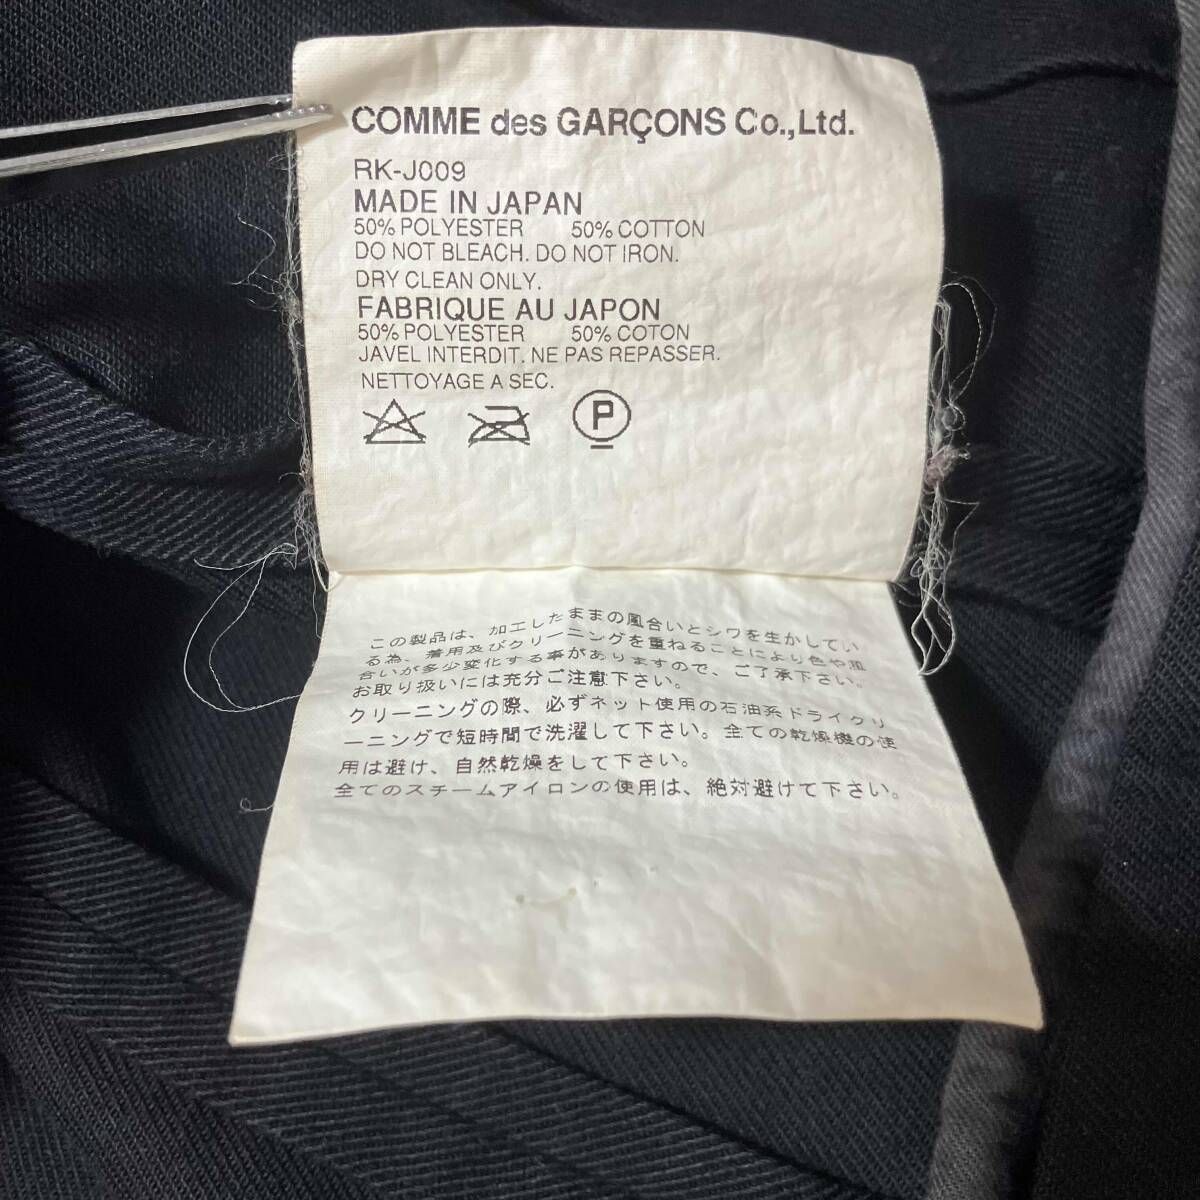 COMME des GARÇONS Co.,Ltd.
RK-J009
MADE IN JAPAN
50% POLYESTER 50% COTTON
DO NOT BLEACH. DO NOT IRON.
DRY CLEAN ONLY.
FABRIQUE AU JAPON
50% POLYESTER 50% COTON
JAVEL INTERDIT. NE PAS REPASSER.
NETTOYAGE A SEC.
P
この製品は、加工したままの風合いとシワを生かしてい
る為、着用及びクリーニングを重ねることにより色や風
合いが多少変化する事がありますので、ご了承下さい。
お取り扱いには充分ご注意下さい。
クリーニングの際、必ずネット使用の石油系ドライクリ
ーニングで短時間で洗濯して下さい。全ての乾燥機の使
用は避け、自然乾燥をして下さい。
全てのスチームアイロンの使用は、絶対避けて下さい。